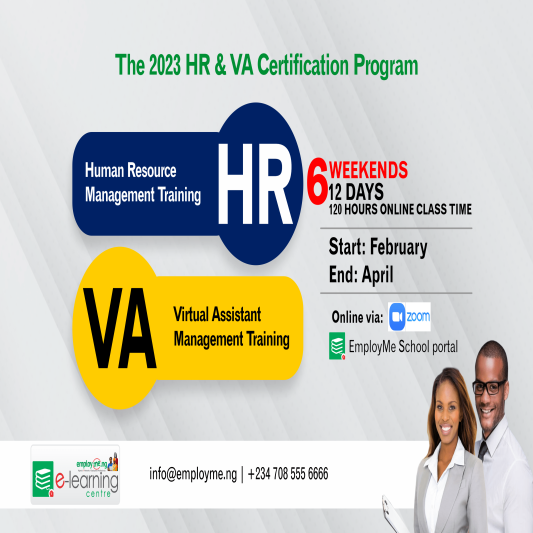 The 2023 HR & VA Certification Program
Human Resource
Management Training
HR
6
WEEKENDS
12 DAYS
120 HOURS ONLINE CLASS TIME
Start: February
End: April
VA
Virtual Assistant
Management Training
Online via: zoom
EmployMe School portal
employme.ng
e-learning
centre
info@employme.ng | +234 708 555 6666